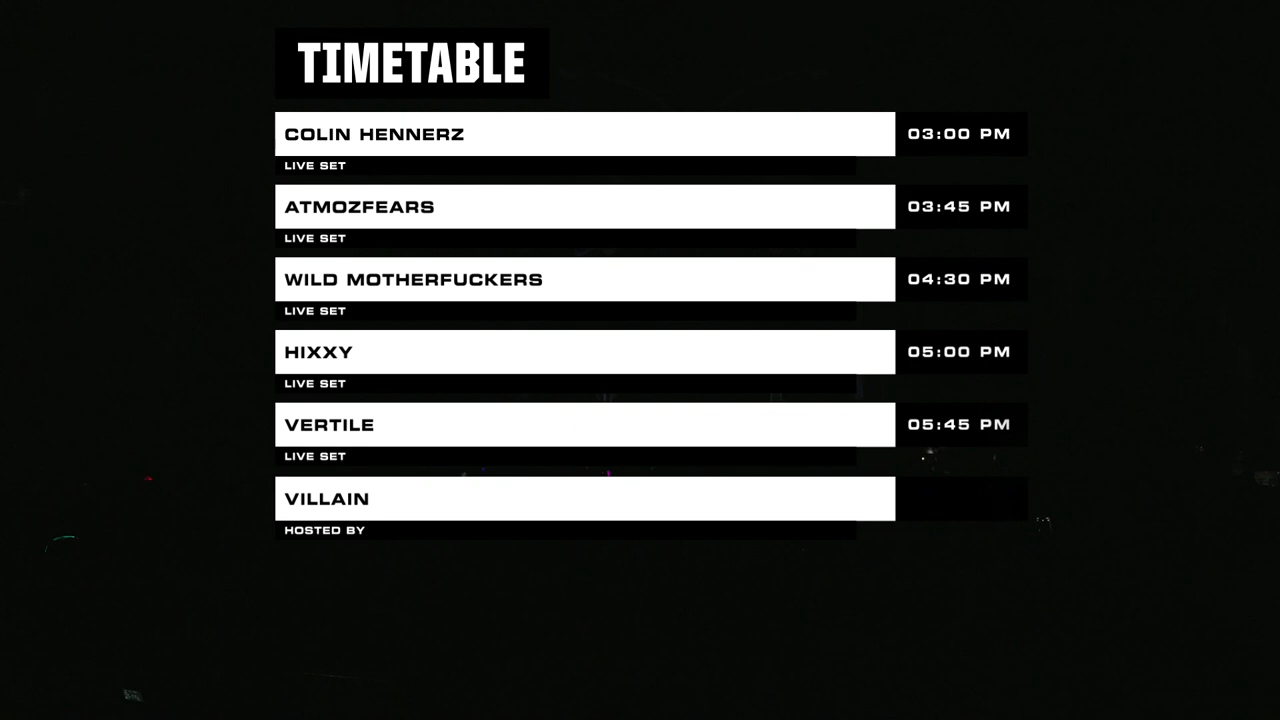 TIMETABLE
COLIN HENNERZ 03:00 PM
LIVE SET
ATMOZFEARS 03:45 PM
LIVE SET
WILD MOTHERFUCKERS 04:30 PM
LIVE SET
HIXXY 05:00 PM
LIVE SET
VERTILE 05:45 PM
LIVE SET
VILLAIN
HOSTED BY